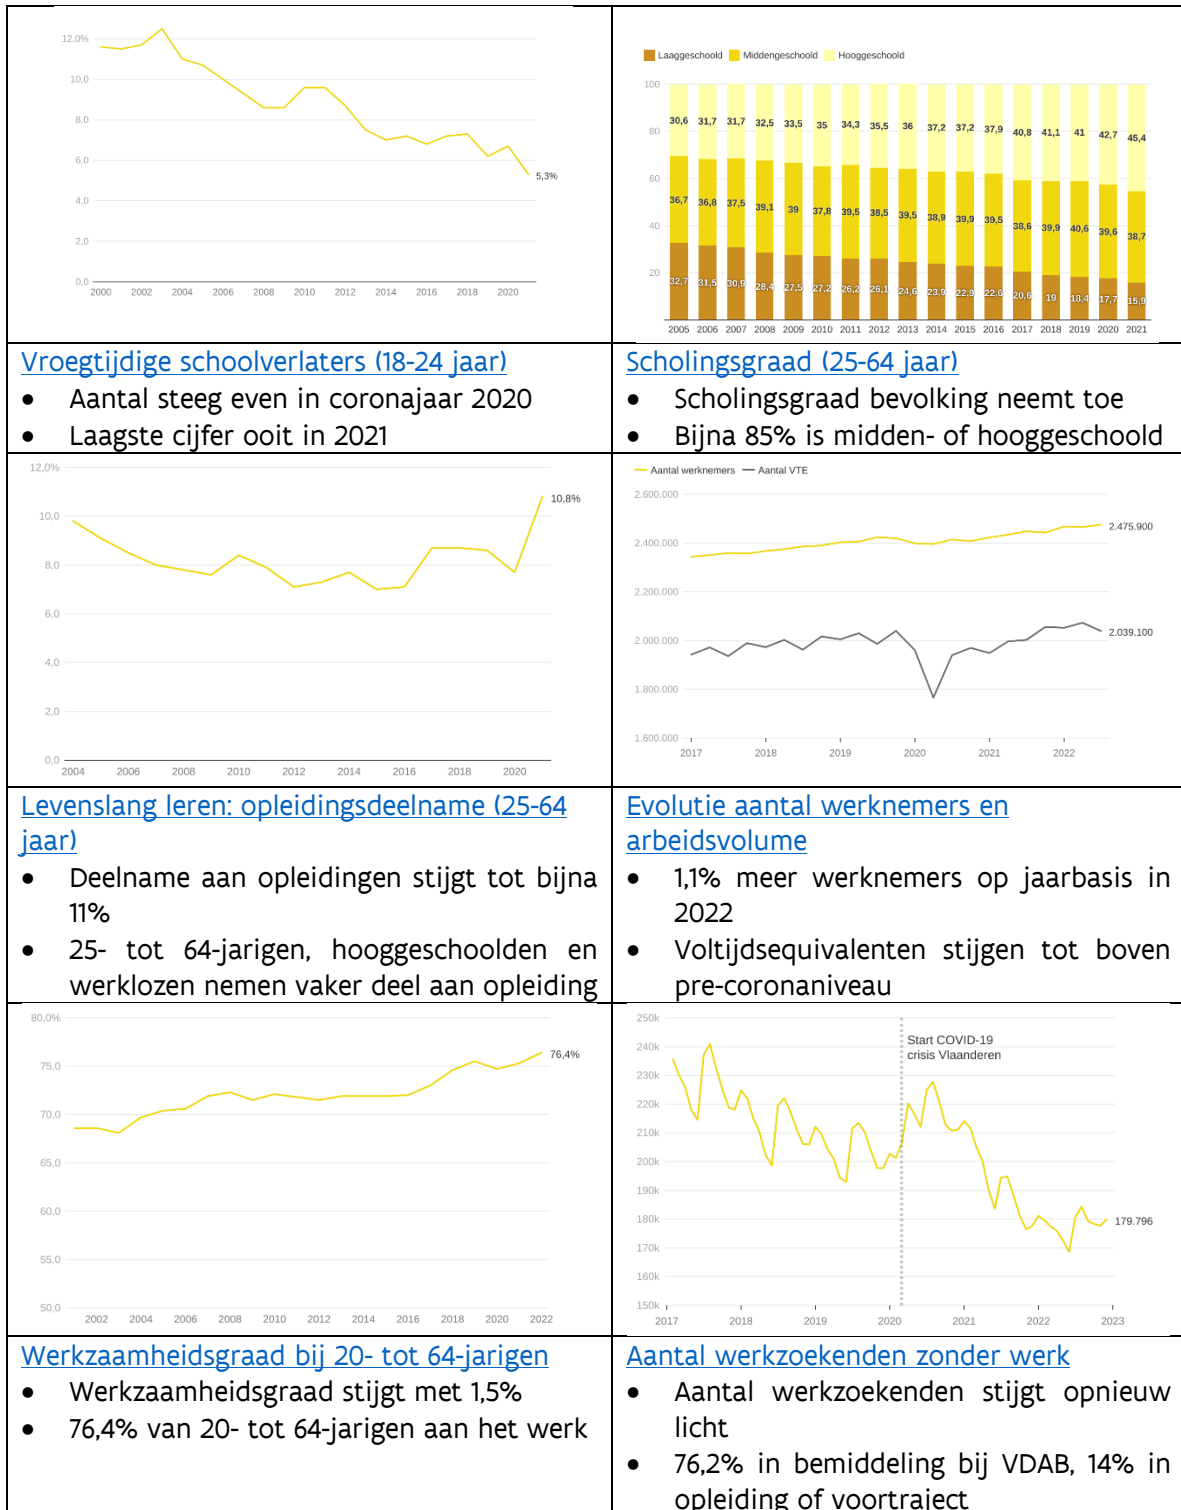 12,0%
10,0
8,0
6,0
4,0
2,0
0,0
5,3%
2000 2002 2004 2006 2008 2010 2012 2014 2016 2018 2020
Vroegtijdige schoolverlaters (18-24 jaar)
• Aantal steeg even in coronajaar 2020
• Laagste cijfer ooit in 2021
Laaggeschoold Middengeschoold Hooggeschoold
100
80
60
40
20
30,6 31,7 31,7 32,5 33,5 35 34,3 35,5 36 37,2 37,2 37,9 40,8 41,1 41 42,7 45,4
36,7 36,8 37,5 39,1 39 37,8 39,5 38,5 39,5 38,9 39,9 39,5 38,6 39,9 40,6 39,6 38,7
32,7 31,5 30,9 28,4 27,5 27,2 26,2 26,1 24,6 23,9 22,9 22,6 20,6 19 18,4 17,7 15,9
2005 2006 2007 2008 2009 2010 2011 2012 2013 2014 2015 2016 2017 2018 2019 2020 2021
Scholingsgraad (25-64 jaar)
• Scholingsgraad bevolking neemt toe
• Bijna 85% is midden- of hooggeschoold
12,0%
10,0
8,0
6,0
4,0
2,0
0,0
10,8%
2004 2006 2008 2010 2012 2014 2016 2018 2020
Levenslang leren: opleidingsdeelname (25-64
jaar)
• Deelname aan opleidingen stijgt tot bijna
11%
• 25- tot 64-jarigen, hooggeschoolden en
werklozen nemen vaker deel aan opleiding
Aantal werknemers Aantal VTE
2.600.000
2.400.000
2.200.000
2.000.000
1.800.000
1.600.000
2.475.900
2.039.100
2017 2018 2019 2020 2021 2022
Evolutie aantal werknemers en
arbeidsvolume
• 1,1% meer werknemers op jaarbasis in
2022
• Voltijdsequivalenten stijgen tot boven
pre-coronaniveau
80,0%
75,0
70,0
65,0
60,0
55,0
50,0
76,4%
2002 2004 2006 2008 2010 2012 2014 2016 2018 2020 2022
Werkzaamheidsgraad bij 20- tot 64-jarigen
• Werkzaamheidsgraad stijgt met 1,5%
• 76,4% van 20- tot 64-jarigen aan het werk
250k
240k
230k
220k
210k
200k
190k
180k
170k
160k
150k
Start COVID-19
crisis Vlaanderen
179.796
2017 2018 2019 2020 2021 2022 2023
Aantal werkzoekenden zonder werk
• Aantal werkzoekenden stijgt opnieuw
licht
• 76,2% in bemiddeling bij VDAB, 14% in
opleiding of voortraject